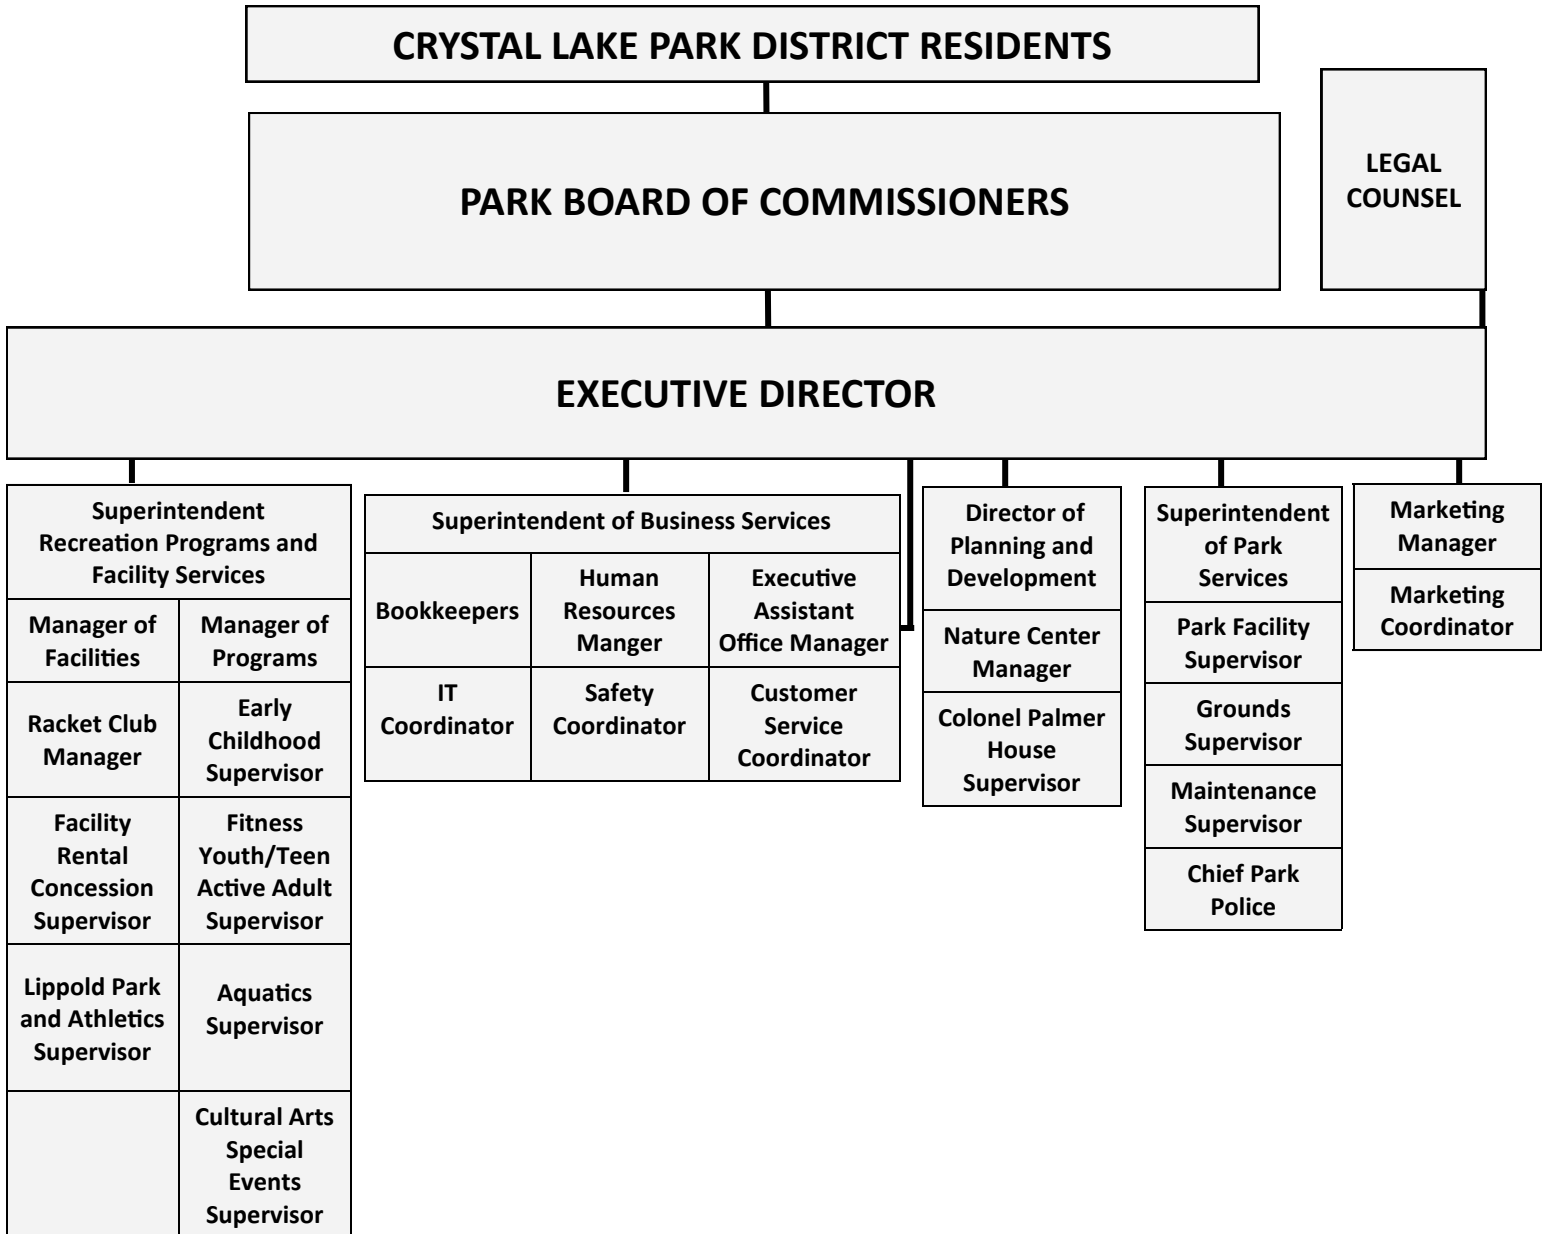 CRYSTAL LAKE PARK DISTRICT RESIDENTS
PARK BOARD OF COMMISSIONERS
LEGAL
COUNSEL
EXECUTIVE DIRECTOR
Superintendent
Recreation Programs and
Facility Services
Manager of
Facilities
Manager of
Programs
Racket Club
Manager
Early
Childhood
Supervisor
Facility
Rental
Concession
Supervisor
Fitness
Youth/Teen
Active Adult
Supervisor
Lippold Park
and Athletics
Supervisor
Aquatics
Supervisor
Cultural Arts
Special
Events
Supervisor
Superintendent of Business Services
Bookkeepers
Human
Resources
Manger
Executive
Assistant
Office Manager
IT
Coordinator
Safety
Coordinator
Customer
Service
Coordinator
Director of
Planning and
Development
Nature Center
Manager
Colonel Palmer
House
Supervisor
Superintendent
of Park
Services
Park Facility
Supervisor
Grounds
Supervisor
Maintenance
Supervisor
Chief Park
Police
Marketing
Manager
Marketing
Coordinator